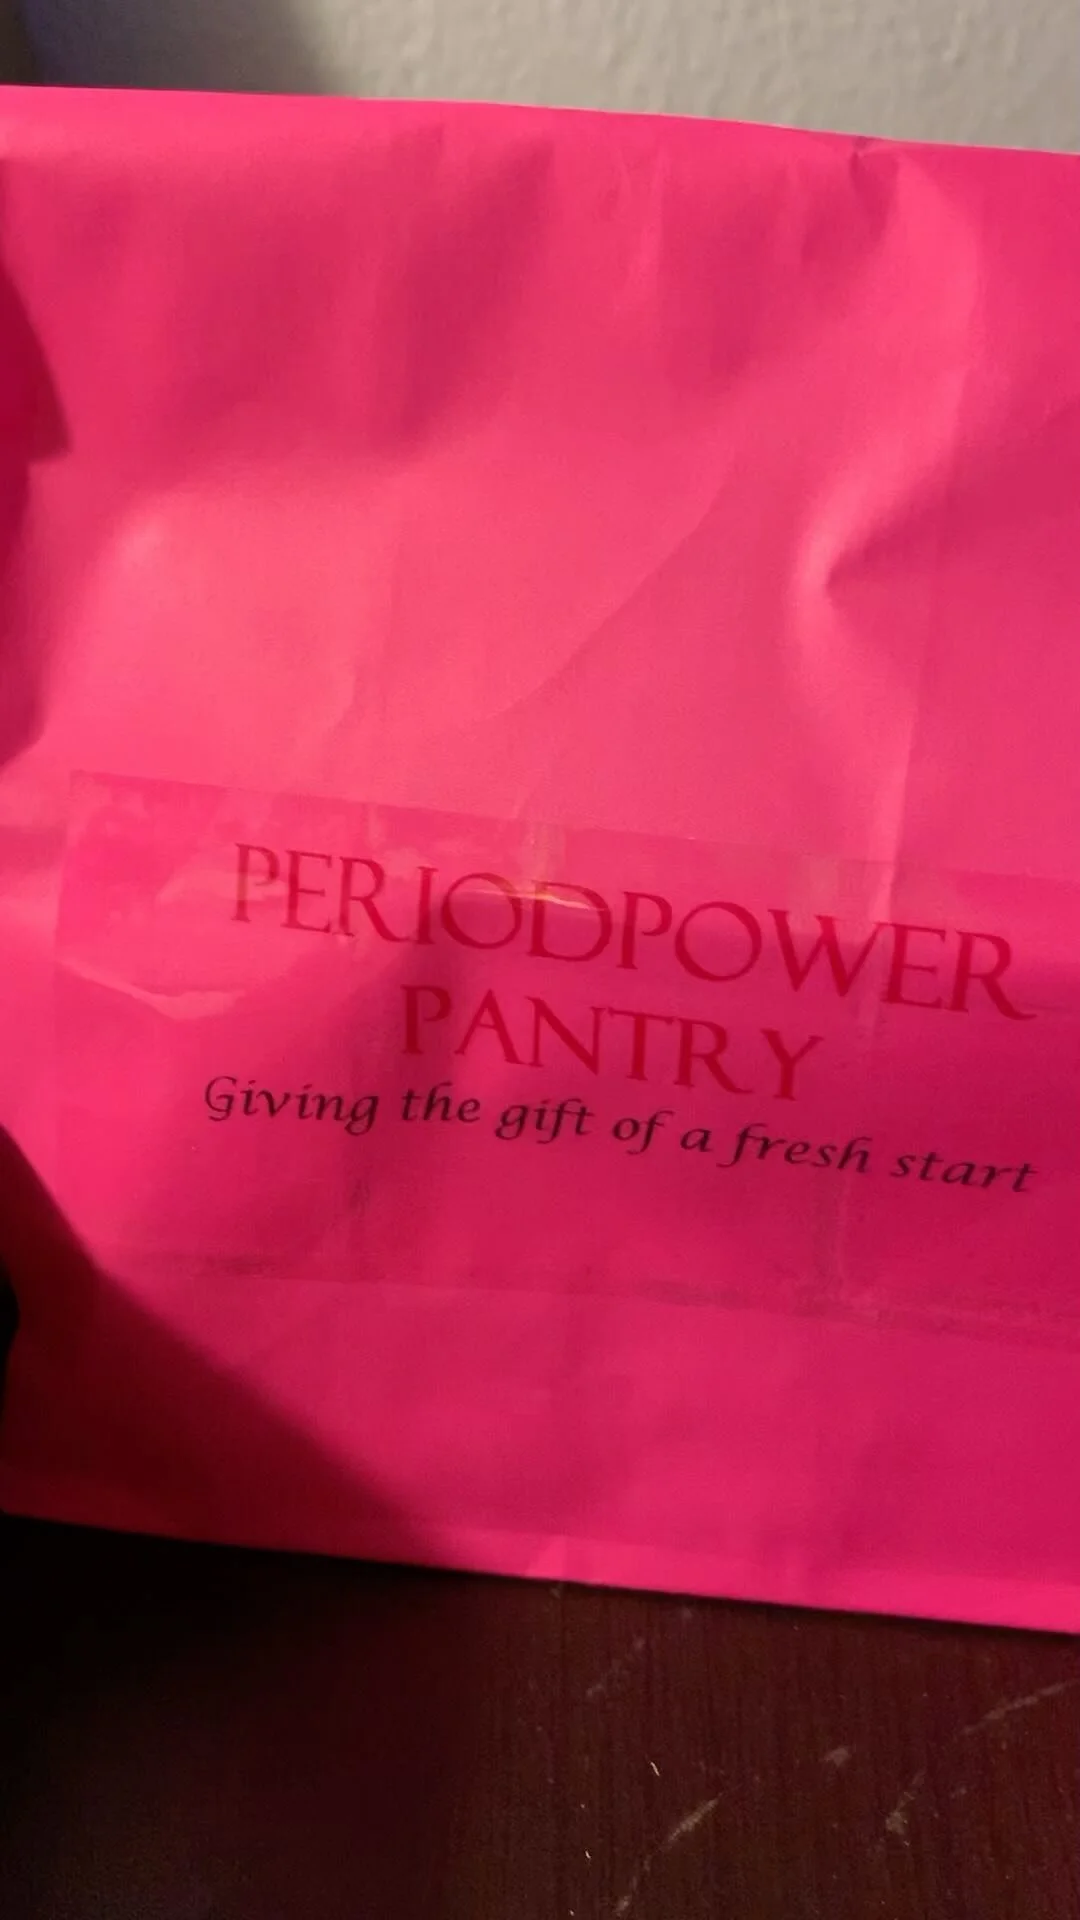 PERIODPOWER
PANTRY
Giving the gift of a fresh start